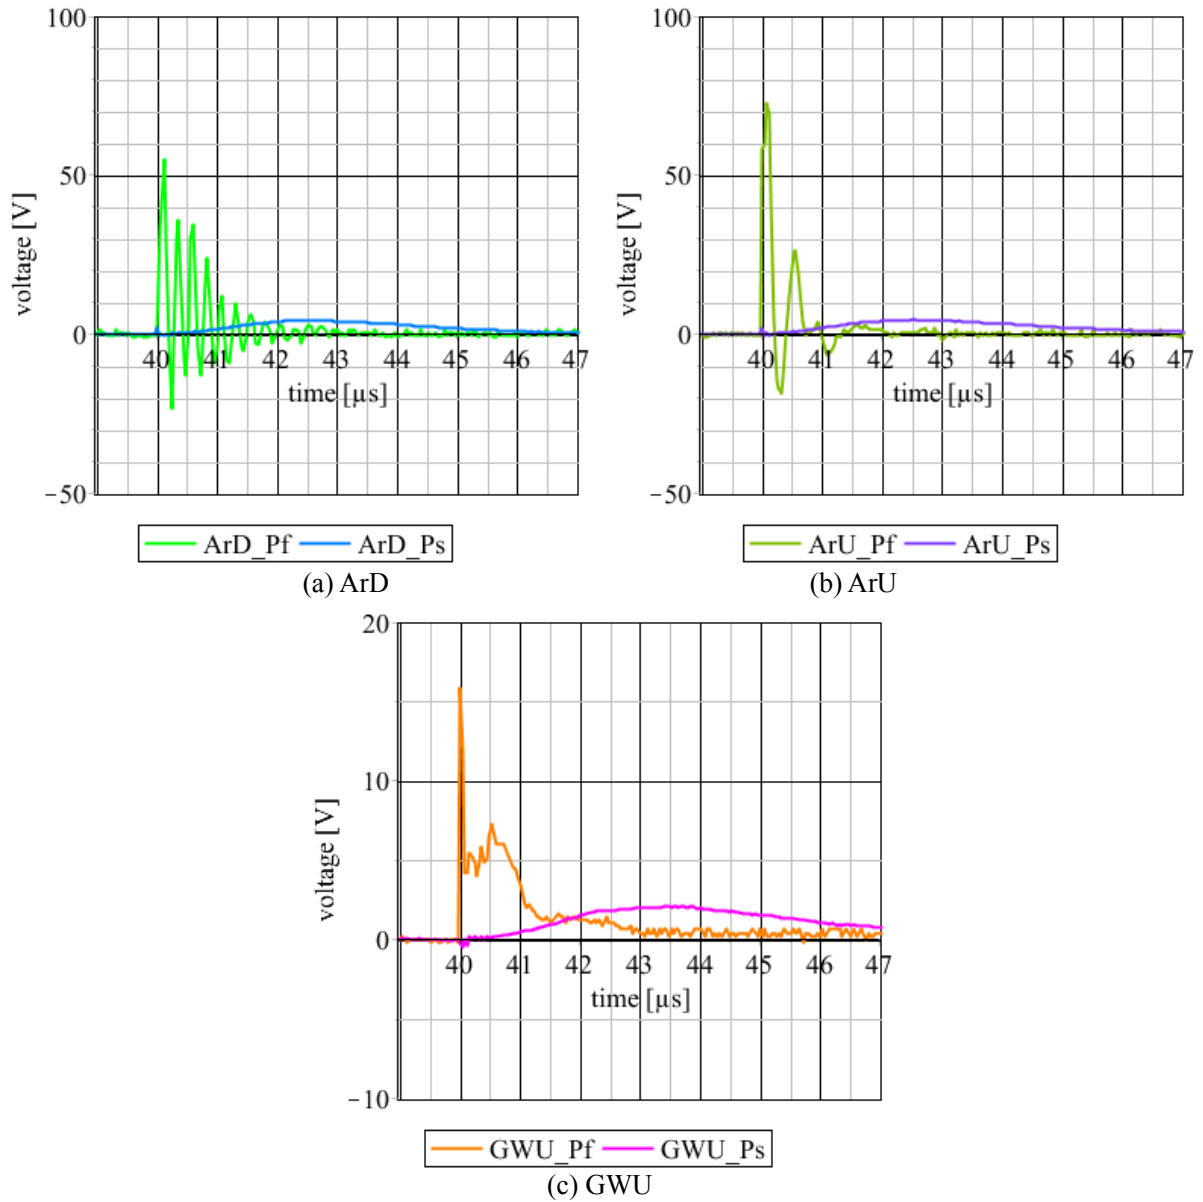 100
50
0
−50
voltage [V]
40 41 42 43 44 45 46 47
time [µs]
ArD_Pf ArD_Ps
(a) ArD
100
50
0
−50
voltage [V]
40 41 42 43 44 45 46 47
time [µs]
ArU_Pf ArU_Ps
(b) ArU
20
10
0
−10
voltage [V]
40 41 42 43 44 45 46 47
time [µs]
GWU_Pf GWU_Ps
(c) GWU